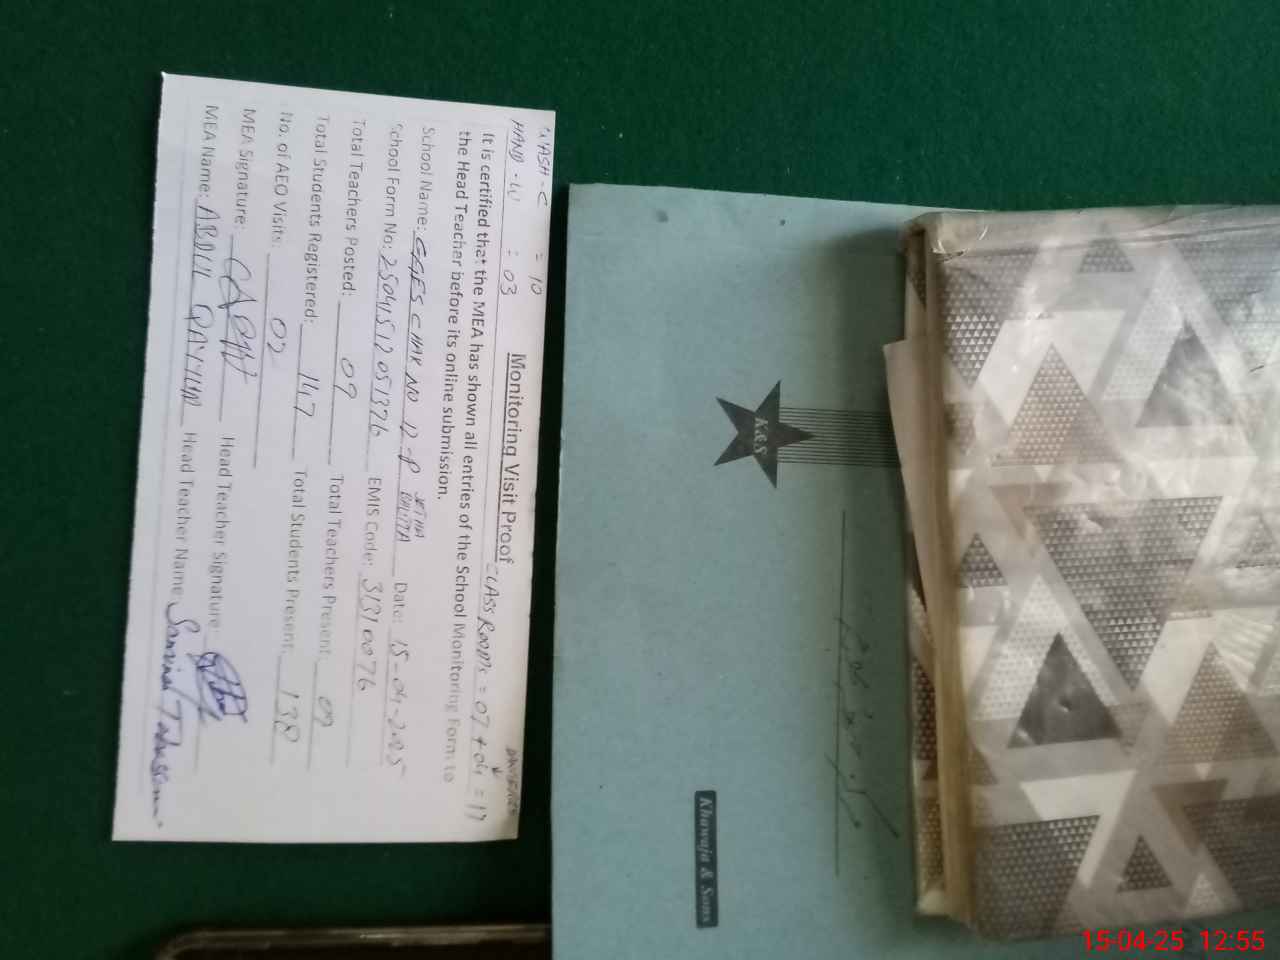 WASH-C = 10
HAND-W : 03
Monitoring Visit Proof
CLASS ROOMS = 07 + 04 = 11
It is certified that the MEA has shown all entries of the School Monitoring Form to
the Head Teacher before its online submission.
School Name: GGES CHAK NO 12-P Date: 15-04-2025
School Form No: 25041512051376 EMIS Code: 31310076
Total Teachers Posted: 09 Total Teachers Present: 09
Total Students Registered: 147 Total Students Present: 138
No. of AEO Visits: 02
MEA Signature: Head Teacher Signature:
MEA Name: ABDUL QAYYUM Head Teacher Name
K&S
Khawaja & Sons
15-04-25 12:55